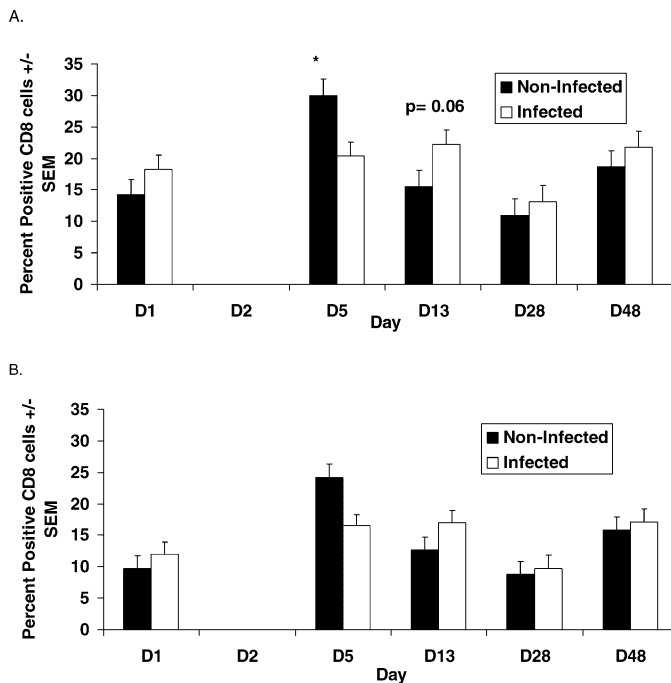 A.
Percent Positive CD8 cells +/-
SEM
35
30
25
20
15
10
5
0
*
p= 0.06
Non-Infected
Infected
D1 D2 D5 D13 D28 D48
Day
B.
Percent Positive CD8 cells +/-
SEM
35
30
25
20
15
10
5
0
Non-Infected
Infected
D1 D2 D5 D13 D28 D48
Day